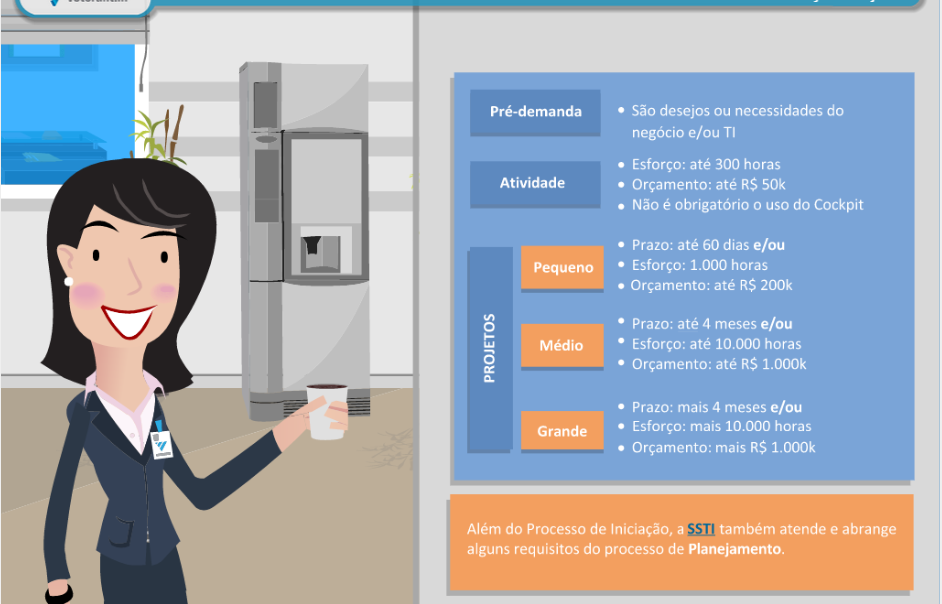 Pré-demanda
• São desejos ou necessidades do
negócio e/ou TI
Atividade
• Esforço: até 300 horas
• Orçamento: até R$ 50k
• Não é obrigatório o uso do Cockpit
PROJETOS
Pequeno
• Prazo: até 60 dias e/ou
• Esforço: 1.000 horas
• Orçamento: até R$ 200k
Médio
• Prazo: até 4 meses e/ou
• Esforço: até 10.000 horas
• Orçamento: até R$ 1.000k
Grande
• Prazo: mais 4 meses e/ou
• Esforço: mais 10.000 horas
• Orçamento: mais R$ 1.000k
Além do Processo de Iniciação, a SSTI também atende e abrange
alguns requisitos do processo de Planejamento.